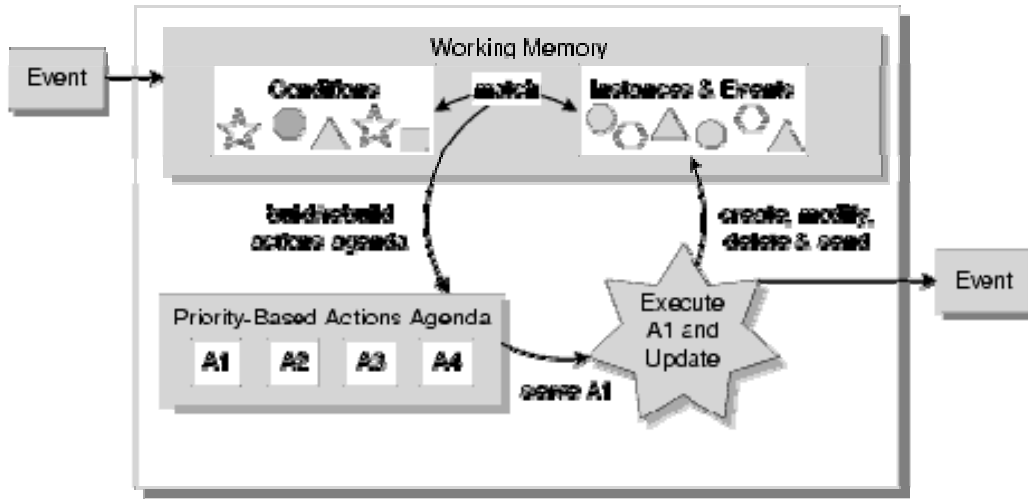 Working Memory
Event
Conditions
match
Instances & Events
build/rebuild
actions agenda
create, modify,
delete & send
Event
Priority-Based Actions Agenda
A1
A2
A3
A4
Execute
A1 and
Update
serve A1